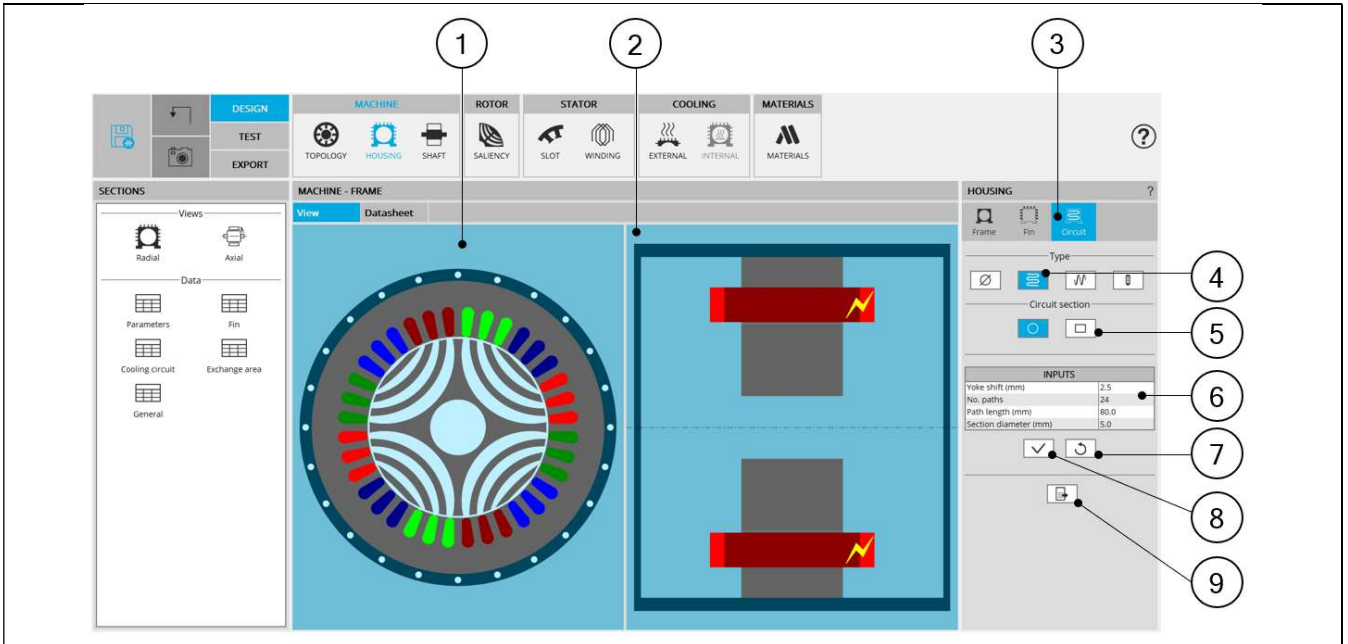 1
2
3
DESIGN
TEST
EXPORT
MACHINE
ROTOR
STATOR
COOLING
MATERIALS
TOPOLOGY
HOUSING
SHAFT
SALIENCY
SLOT
WINDING
EXTERNAL
INTERNAL
MATERIALS
?
SECTIONS
Views
Radial
Axial
Data
Parameters
Fin
Cooling circuit
Exchange area
General
MACHINE - FRAME
View
Datasheet
HOUSING
?
Frame
Fin
Circuit
Type
4
Circuit section
5
INPUTS
Yoke shift (mm) 2.5
No. paths 24
Path length (mm) 80.0
Section diameter (mm) 5.0
6
7
8
9